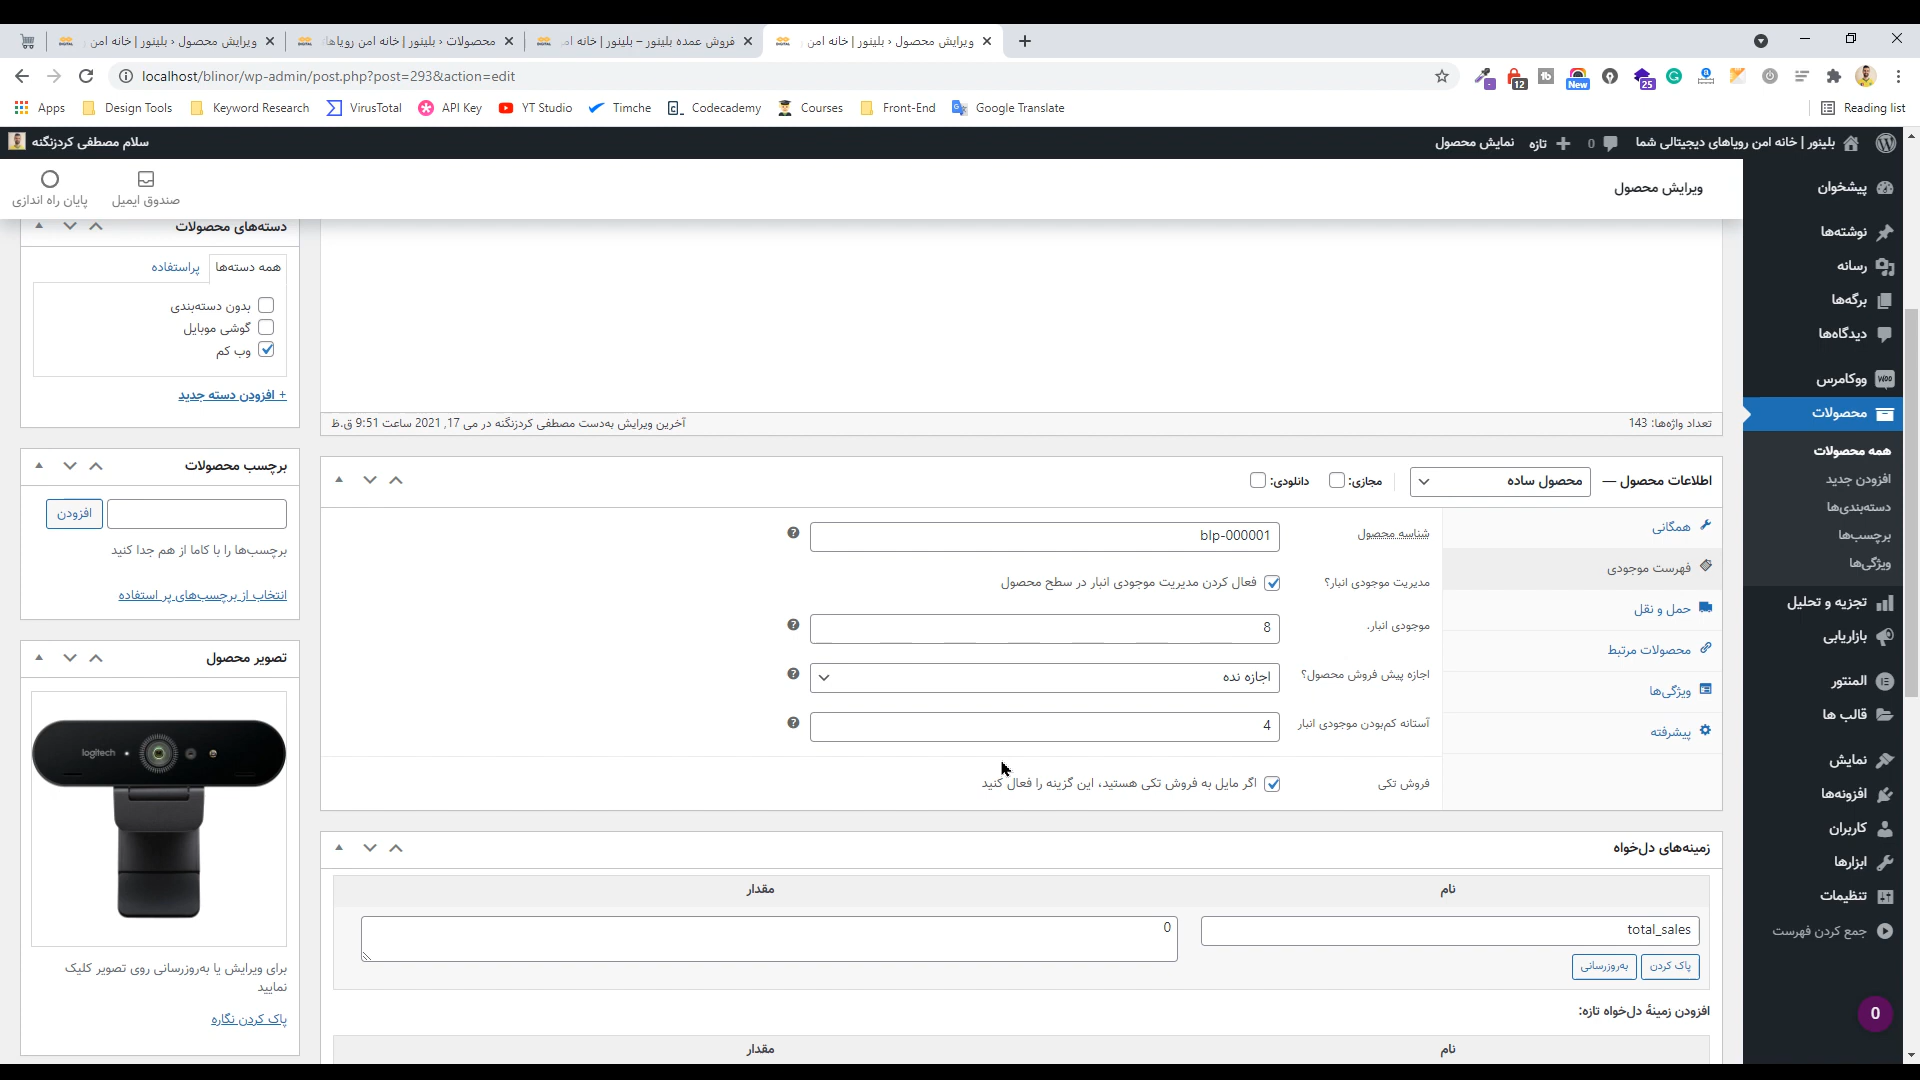 ویرایش محصول ‹ بلینور | خانه امن
محصولات ‹ بلینور | خانه امن رویاها
فروش عمده بلینور – بلینور | خانه ام
ویرایش محصول ‹ بلینور | خانه امن
localhost/blinor/wp-admin/post.php?post=293&action=edit
12
New
25
Apps
Design Tools
Keyword Research
VirusTotal
API Key
YT Studio
Timche
Codecademy
Courses
Front-End
Google Translate
Reading list
بلینور | خانه امن رویاهای دیجیتالی شما
0
تازه
نمایش محصول
سلام مصطفی کردزنگنه
ویرایش محصول
صندوق ایمیل
پایان راه اندازی
پیشخوان
نوشته‌ها
رسانه
برگه‌ها
دیدگاه‌ها
ووکامرس
محصولات
همه محصولات
افزودن جدید
دسته‌بندی‌ها
برچسب‌ها
ویژگی‌ها
تجزیه و تحلیل
بازاریابی
المنتور
قالب ها
نمایش
افزونه‌ها
کاربران
ابزارها
تنظیمات
جمع کردن فهرست
0
تعداد واژه‌ها: 143
آخرین ویرایش به‌دست مصطفی کردزنگنه در می 17, 2021 ساعت 9:51 ق.ظ
اطلاعات محصول —
محصول ساده
مجازی:
دانلودی:
همگانی
فهرست موجودی
حمل و نقل
محصولات مرتبط
ویژگی‌ها
پیشرفته
شناسه محصول
blp-000001
مدیریت موجودی انبار؟
فعال کردن مدیریت موجودی انبار در سطح محصول
موجودی انبار.
8
اجازه پیش فروش محصول؟
اجازه نده
آستانه کم‌بودن موجودی انبار
4
فروش تکی
اگر مایل به فروش تکی هستید، این گزینه را فعال کنید
زمینه‌های دل‌خواه
نام
مقدار
total_sales
0
پاک کردن
به‌روزرسانی
افزودن زمینهٔ دل‌خواه تازه:
نام
مقدار
دسته‌های محصولات
همه دسته‌ها
پراستفاده
بدون دسته‌بندی
گوشی موبایل
وب کم
+ افزودن دسته جدید
برچسب محصولات
افزودن
برچسب‌ها را با کاما از هم جدا کنید
انتخاب از برچسب‌های پر استفاده
تصویر محصول
logitech
برای ویرایش یا به‌روزرسانی روی تصویر کلیک
نمایید
پاک کردن نگاره